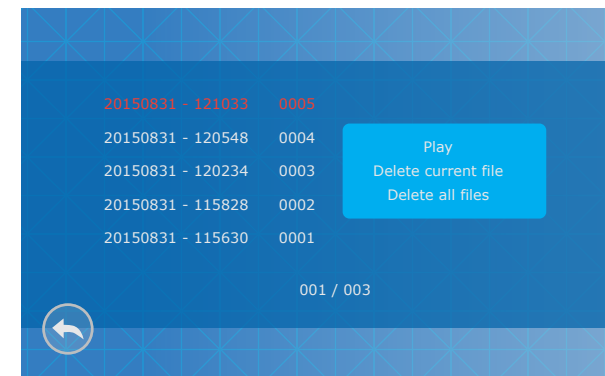 20150831 - 121033 0005
20150831 - 120548 0004
20150831 - 120234 0003
20150831 - 115828 0002
20150831 - 115630 0001
Play
Delete current file
Delete all files
001 / 003